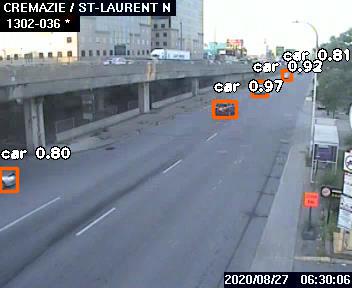 CREMAZIE / ST-LAURENT N
1302-036 *
car 0.81
car 0.92
car 0.97
car 0.80
2020/08/27 06:30:06